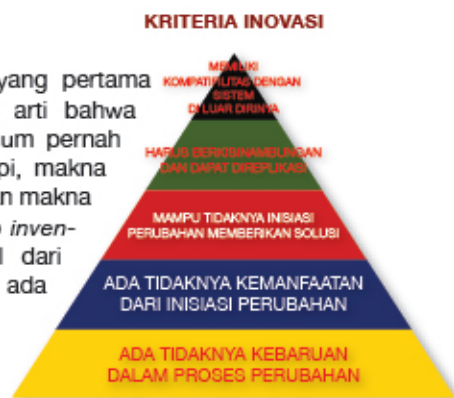 KRITERIA INOVASI
yang pertama
arti bahwa
um pernah
pi, makna
n makna
inven-
dari
ada
MEMILIKI
KOMPATIFILITAS DENGAN
SISTEM
DI LUAR DIRINYA
HARUS BERKISINAMBUNGAN
DAN DAPAT DIREPLIKASI
MAMPU TIDAKNYA INISIASI
PERUBAHAN MEMBERIKAN SOLUSI
ADA TIDAKNYA KEMANFAATAN
DARI INISIASI PERUBAHAN
ADA TIDAKNYA KEBARUAN
DALAM PROSES PERUBAHAN